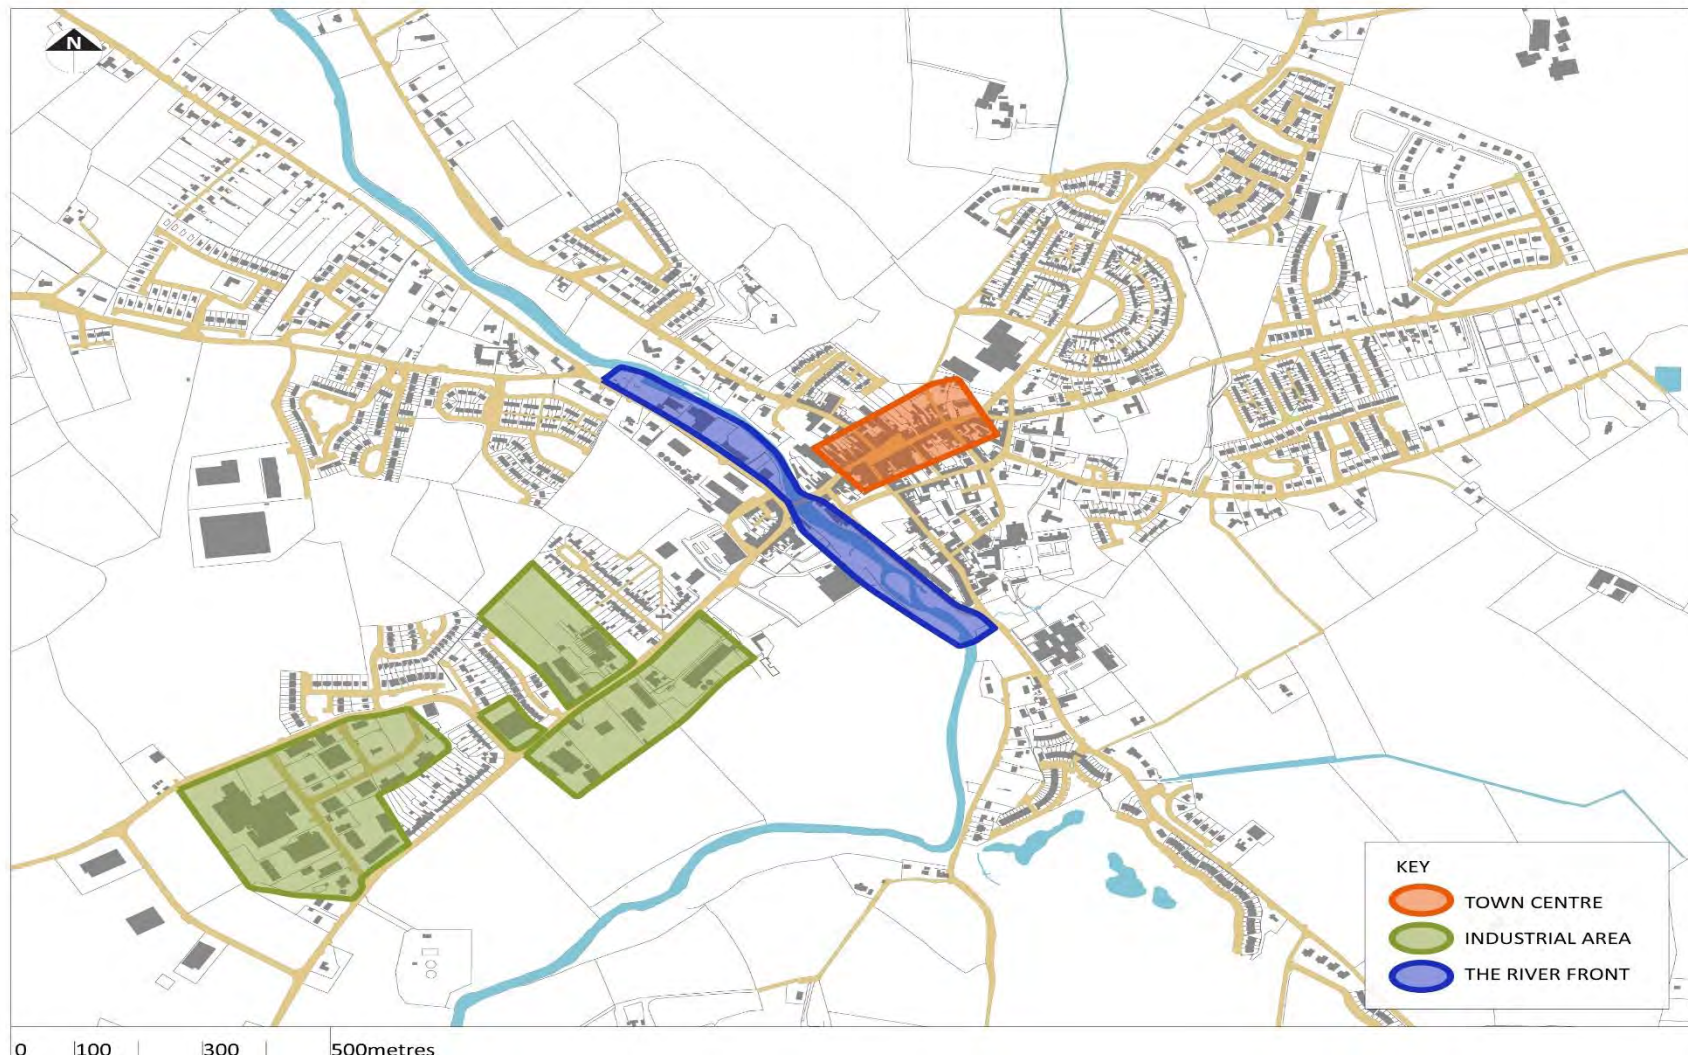 N
KEY
TOWN CENTRE
INDUSTRIAL AREA
THE RIVER FRONT
0 100 300 500metres